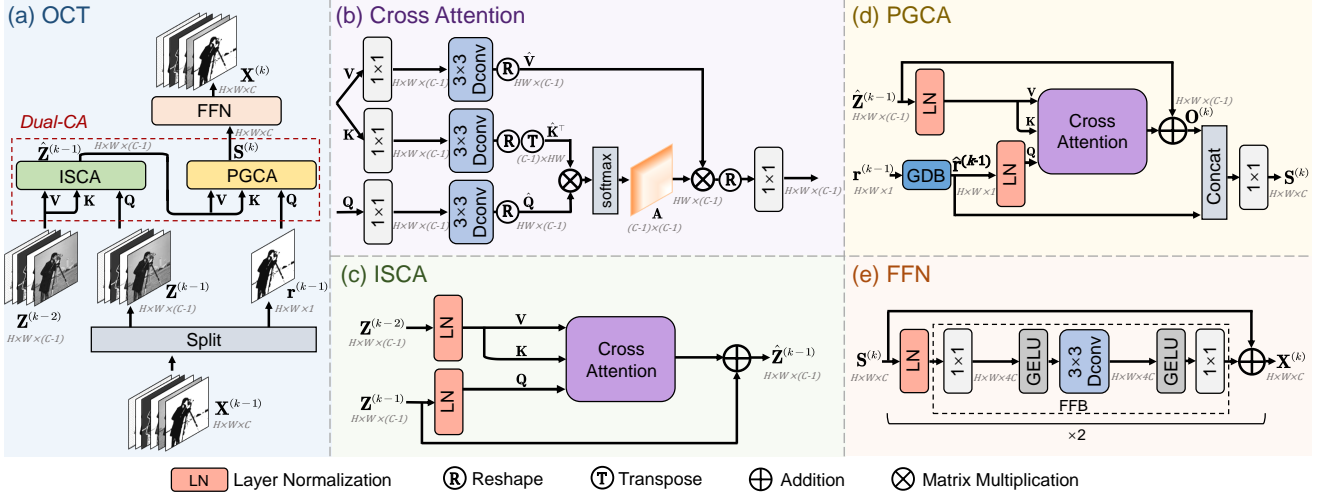 (a) OCT
X^(k)
H×W×C
FFN
H×W×C
Dual-CA
Ẑ^(k−1)
H×W×(C-1)
S^(k)
ISCA
PGCA
V K Q V K Q
Z^(k−1)
H×W×(C-1)
r^(k−1)
H×W×1
Z^(k−2)
H×W×(C-1)
Split
X^(k−1)
H×W×C
(b) Cross Attention
V
1×1
H×W×(C-1)
3×3
Dconv
R
V̂
HW×(C-1)
K
1×1
H×W×(C-1)
3×3
Dconv
R
T
K̂^⊤
(C-1)×HW
Q
1×1
H×W×(C-1)
3×3
Dconv
R
Q̂
HW×(C-1)
softmax
A
(C-1)×(C-1)
HW×(C-1)
R
1×1
H×W×(C-1)
(c) ISCA
Z^(k−2)
H×W×(C-1)
LN
V
K
Cross
Attention
Z^(k−1)
H×W×(C-1)
LN
Q
Ẑ^(k−1)
H×W×(C-1)
(d) PGCA
Ẑ^(k−1)
H×W×(C-1)
LN
V
K
Q
Cross
Attention
H×W×(C-1)
O^(k)
r^(k−1)
H×W×1
GDB
r̂^(k-1)
H×W×1
LN
Concat
1×1
S^(k)
H×W×C
(e) FFN
S^(k)
H×W×C
LN
1×1
H×W×4C
GELU
3×3
Dconv
H×W×4C
GELU
1×1
X^(k)
H×W×C
FFB
×2
LN Layer Normalization R Reshape T Transpose Addition Matrix Multiplication